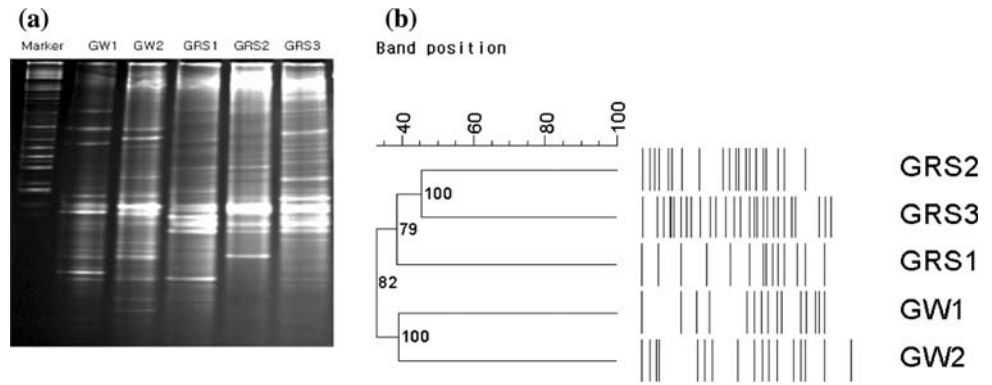 (a)
Marker GW1 GW2 GRS1 GRS2 GRS3
(b)
Band position
40 60 80 100
100 GRS2
79 GRS3
82 GRS1
100 GW1
GW2